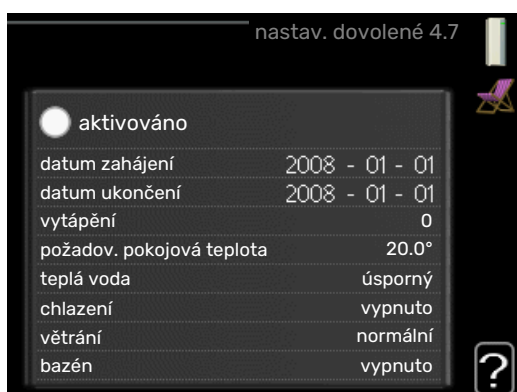 nastav. dovolené 4.7
aktivováno
datum zahájení 2008 - 01 - 01
datum ukončení 2008 - 01 - 01
vytápění 0
požadov. pokojová teplota 20.0°
teplá voda úsporný
chlazení vypnuto
větrání normální
bazén vypnuto
?